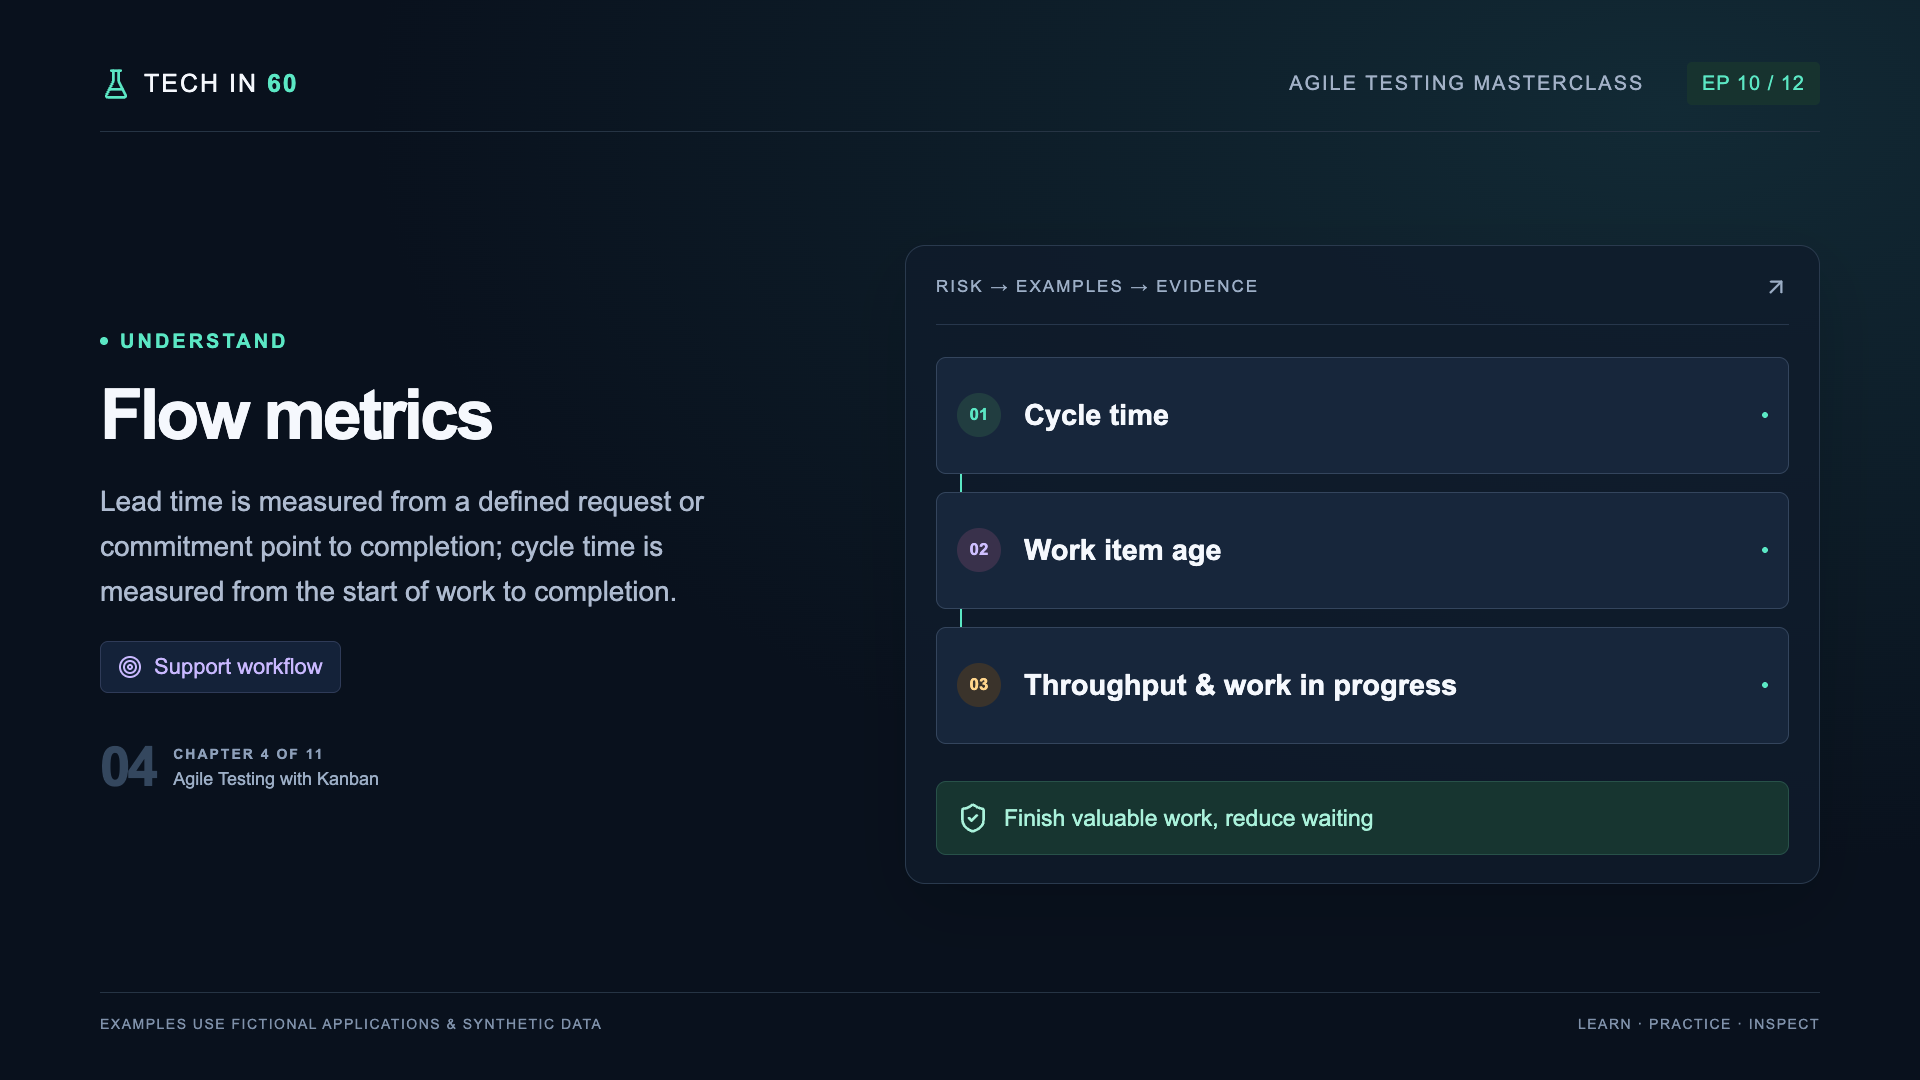 TECH IN 60
AGILE TESTING MASTERCLASS
EP 10 / 12
UNDERSTAND
Flow metrics
Lead time is measured from a defined request or
commitment point to completion; cycle time is
measured from the start of work to completion.
Support workflow
04
CHAPTER 4 OF 11
Agile Testing with Kanban
RISK → EXAMPLES → EVIDENCE
01
Cycle time
02
Work item age
03
Throughput & work in progress
Finish valuable work, reduce waiting
EXAMPLES USE FICTIONAL APPLICATIONS & SYNTHETIC DATA
LEARN · PRACTICE · INSPECT